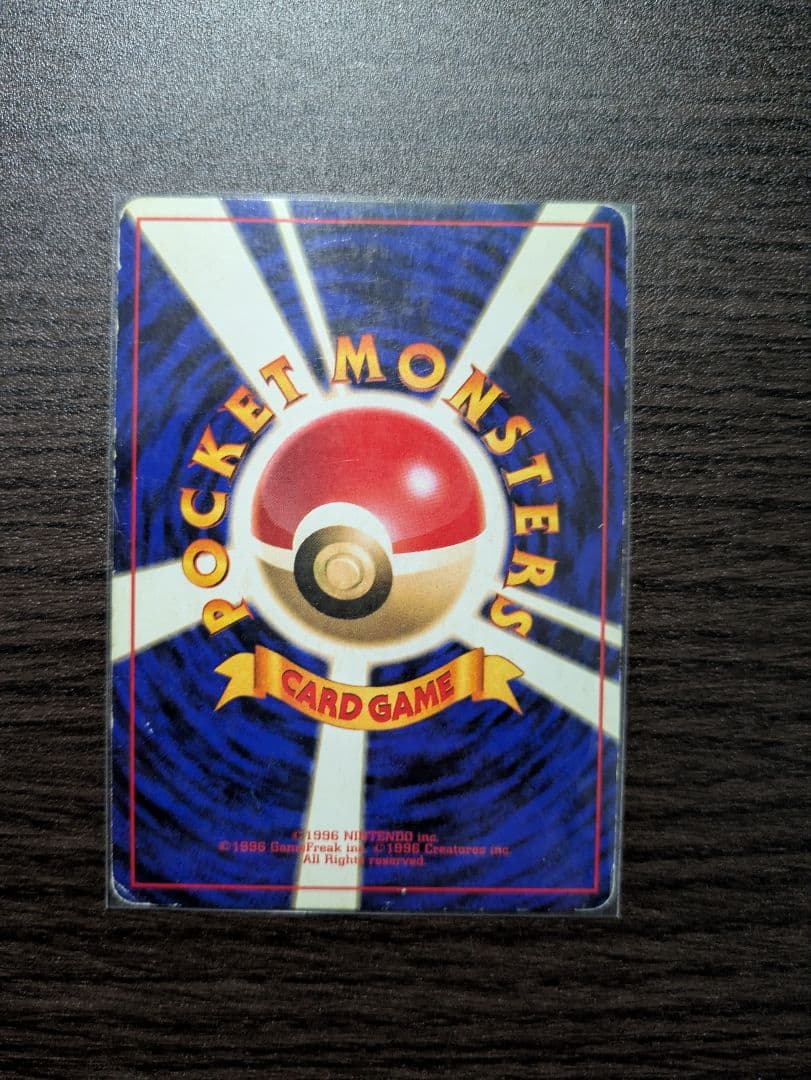 POCKET MONSTERS
CARD GAME
©1996 NINTENDO inc.
©1996 GameFreak inc. ©1996 Creatures inc.
All Rights reserved.